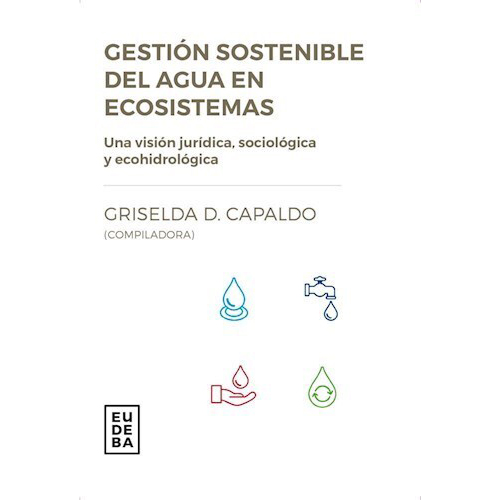 GESTIÓN SOSTENIBLE
DEL AGUA EN
ECOSISTEMAS
Una visión jurídica, sociológica
y ecohidrológica
GRISELDA D. CAPALDO
(COMPILADORA)
EU
DE
BA